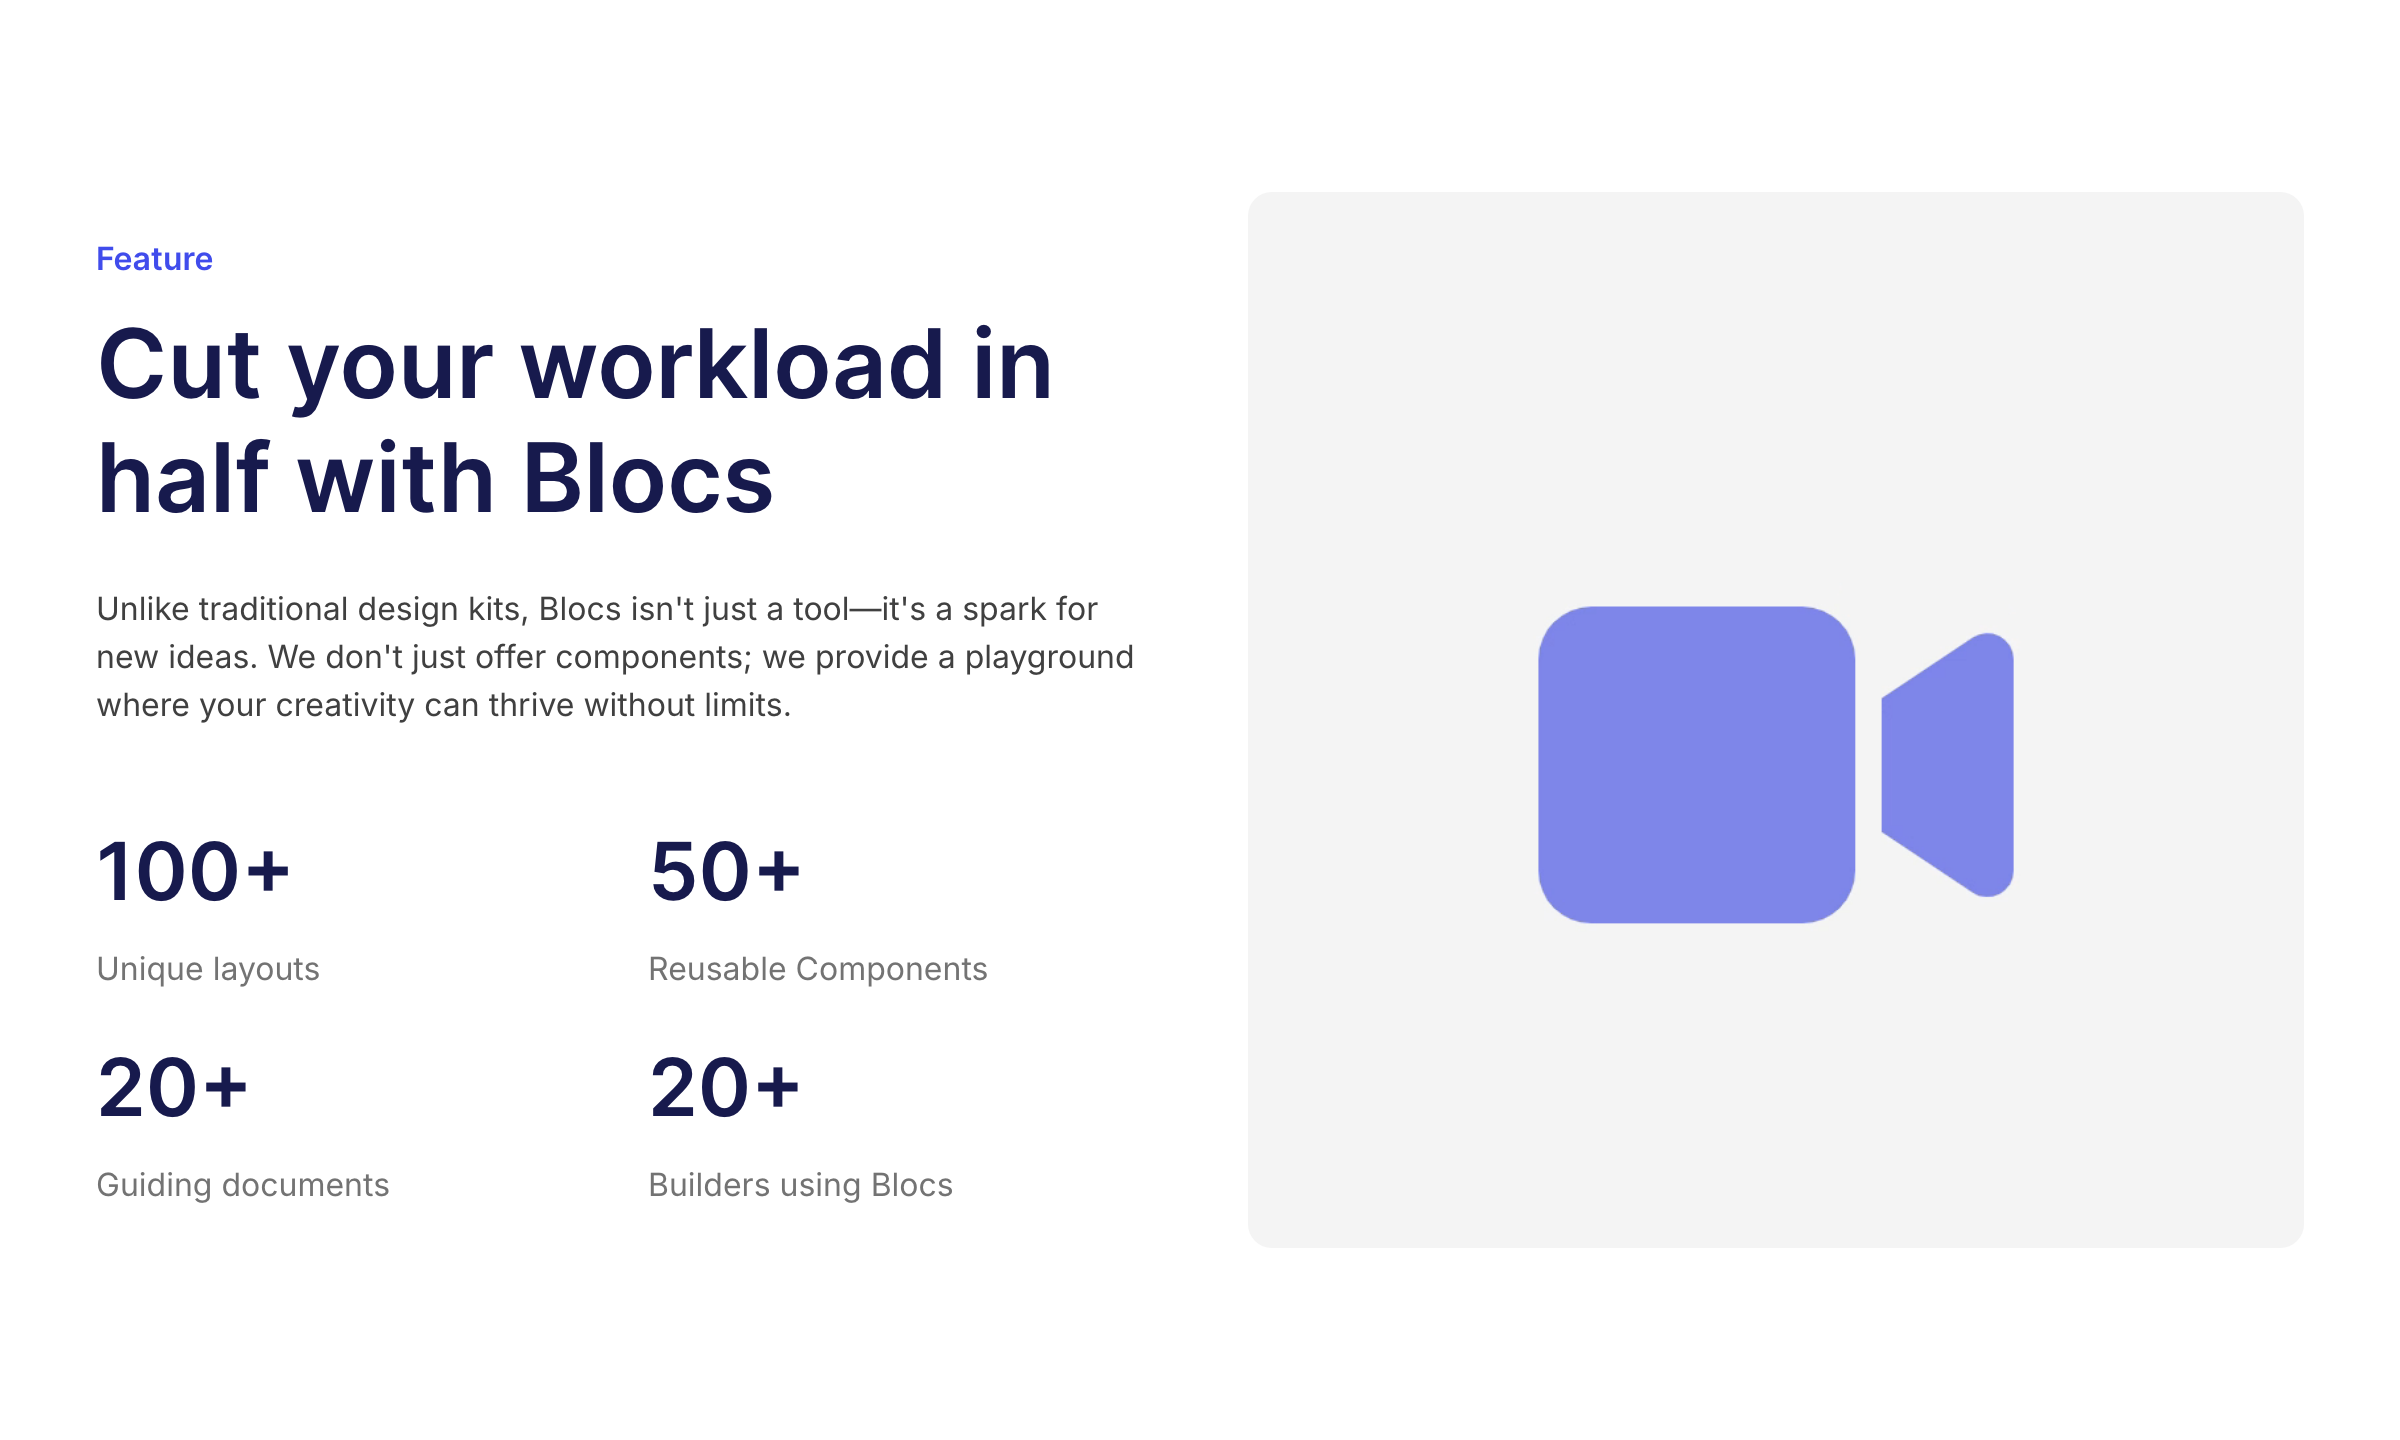 Feature
Cut your workload in
half with Blocs
Unlike traditional design kits, Blocs isn't just a tool—it's a spark for
new ideas. We don't just offer components; we provide a playground
where your creativity can thrive without limits.
100+
Unique layouts
50+
Reusable Components
20+
Guiding documents
20+
Builders using Blocs